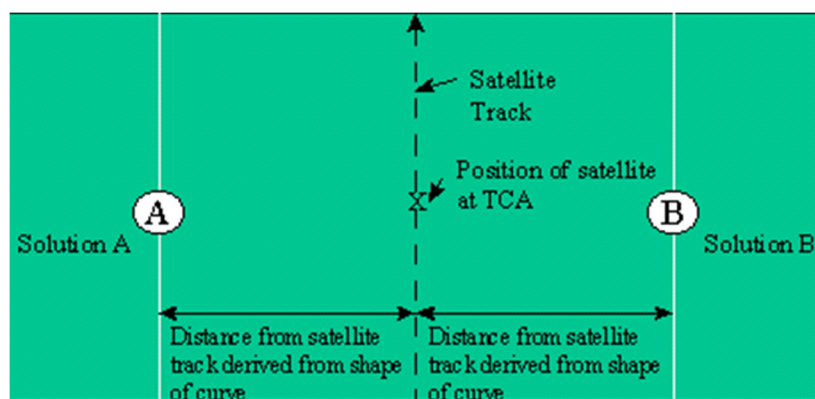 Satellite
Track
Position of satellite
at TCA
A
B
Solution A
Solution B
Distance from satellite
track derived from shape
of curve
Distance from satellite
track derived from shape
of curve